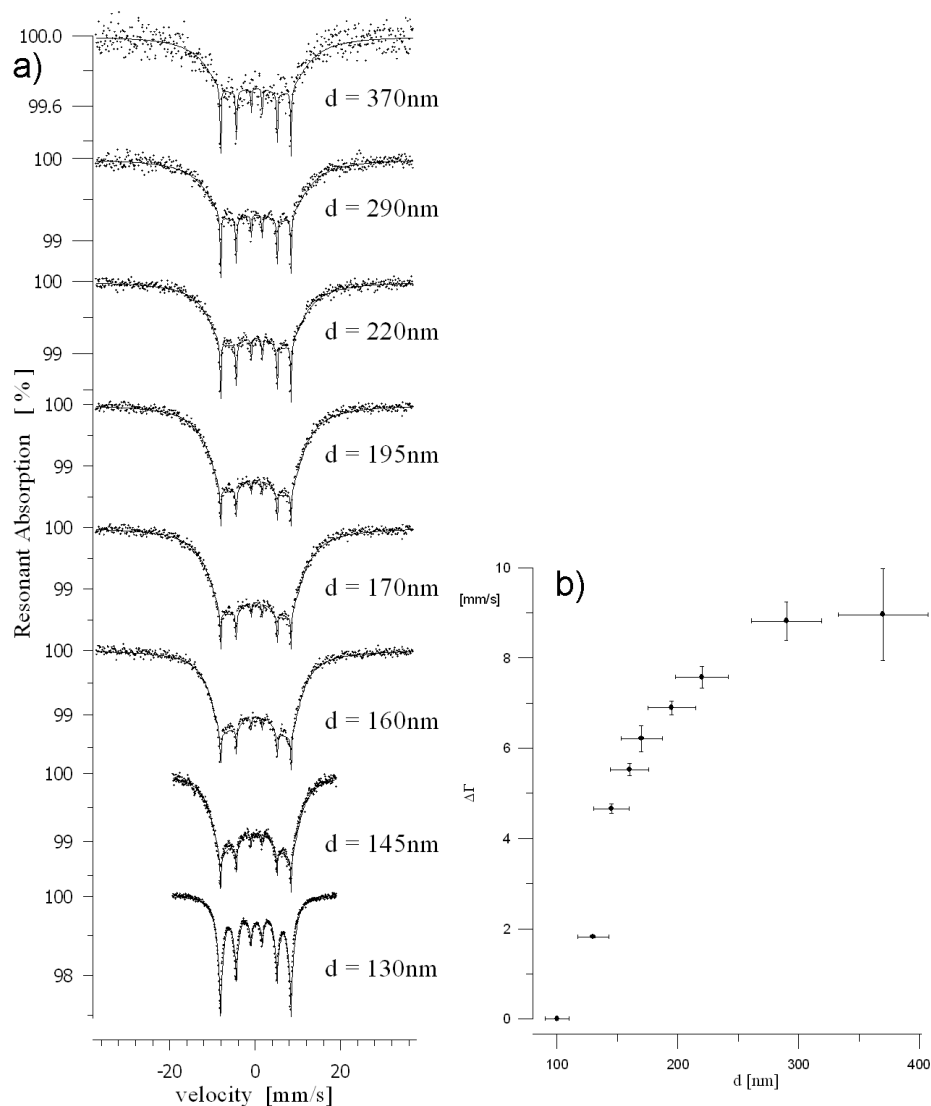 a)
100.0
99.6
d = 370nm
100
99
d = 290nm
100
99
d = 220nm
100
99
d = 195nm
100
99
d = 170nm
100
99
d = 160nm
100
99
d = 145nm
100
98
d = 130nm
Resonant Absorption [ % ]
-20 0 20
velocity [mm/s]
b)
10
[mm/s]
8
6
4
2
0
ΔΓ
100 200 300 400
d [nm]